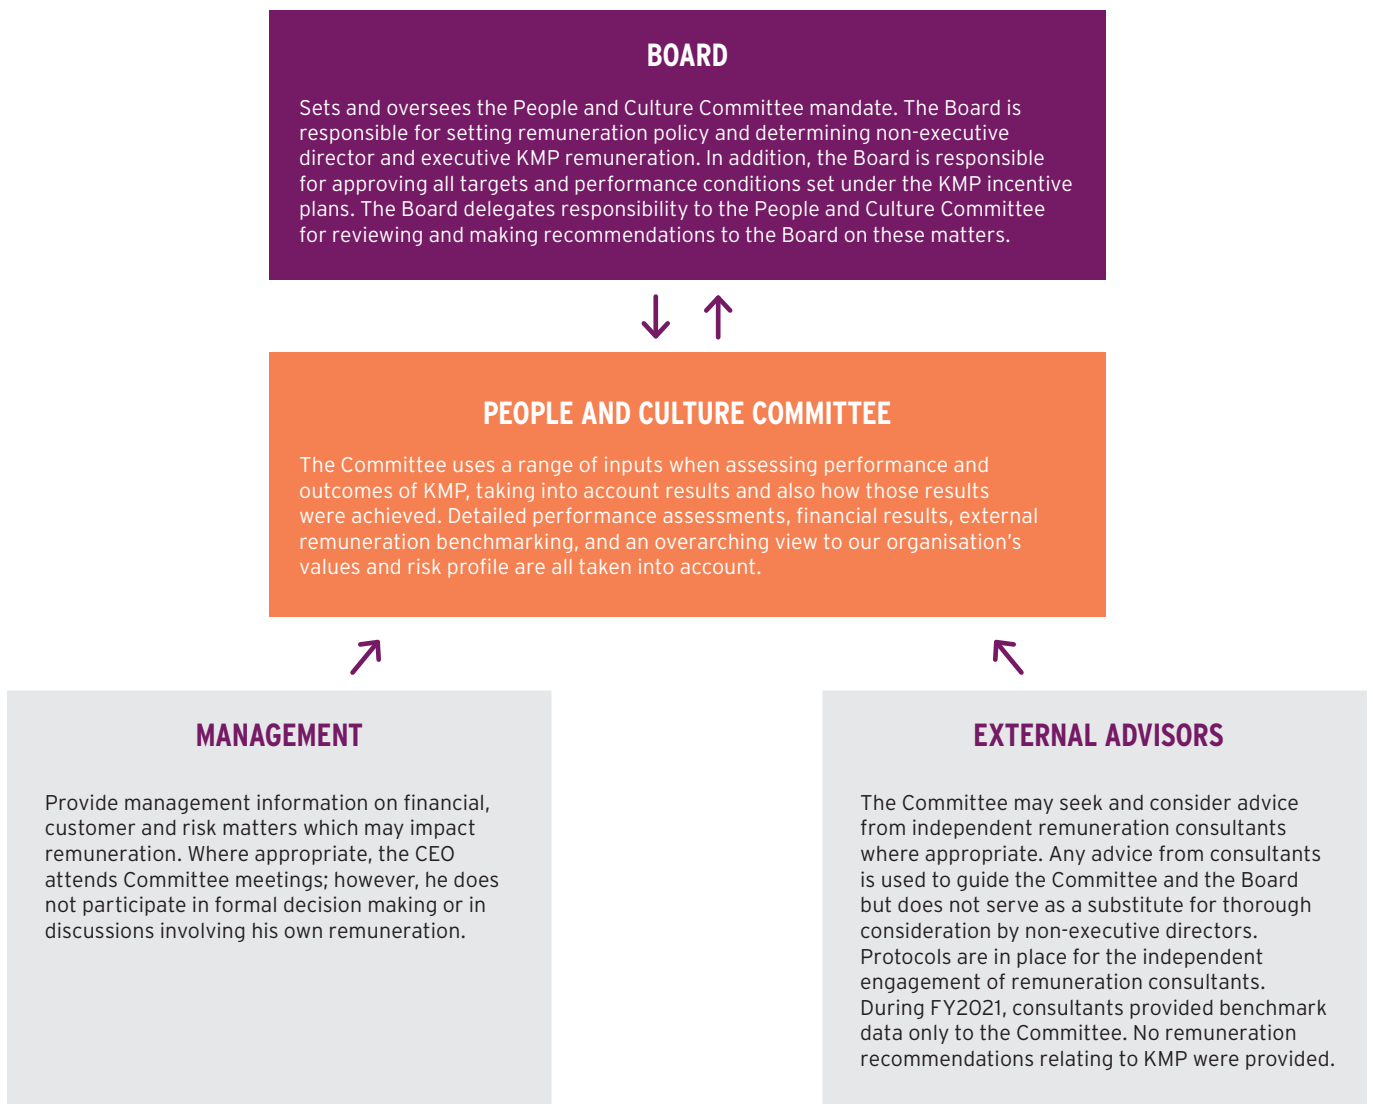 BOARD
Sets and oversees the People and Culture Committee mandate. The Board is
responsible for setting remuneration policy and determining non-executive
director and executive KMP remuneration. In addition, the Board is responsible
for approving all targets and performance conditions set under the KMP incentive
plans. The Board delegates responsibility to the People and Culture Committee
for reviewing and making recommendations to the Board on these matters.
PEOPLE AND CULTURE COMMITTEE
The Committee uses a range of inputs when assessing performance and
outcomes of KMP, taking into account results and also how those results
were achieved. Detailed performance assessments, financial results, external
remuneration benchmarking, and an overarching view to our organisation's
values and risk profile are all taken into account.
MANAGEMENT
Provide management information on financial,
customer and risk matters which may impact
remuneration. Where appropriate, the CEO
attends Committee meetings; however, he does
not participate in formal decision making or in
discussions involving his own remuneration.
EXTERNAL ADVISORS
The Committee may seek and consider advice
from independent remuneration consultants
where appropriate. Any advice from consultants
is used to guide the Committee and the Board
but does not serve as a substitute for thorough
consideration by non-executive directors.
Protocols are in place for the independent
engagement of remuneration consultants.
During FY2021, consultants provided benchmark
data only to the Committee. No remuneration
recommendations relating to KMP were provided.